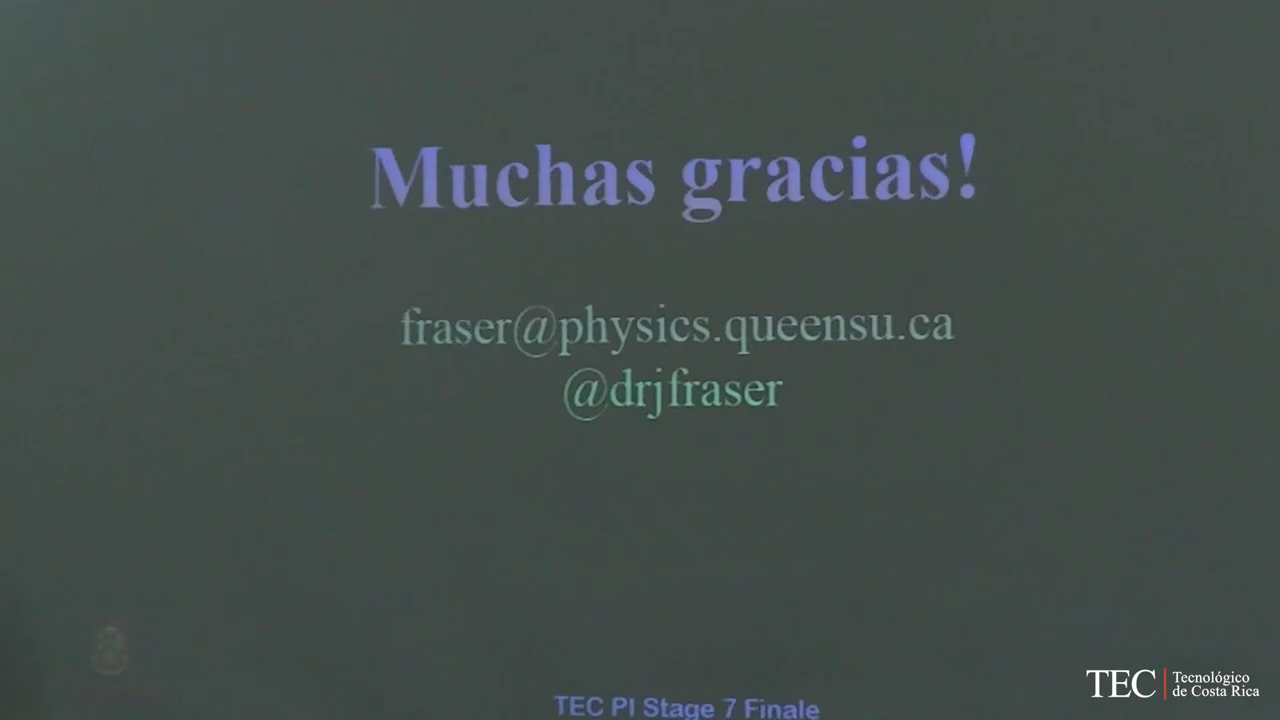 Muchas gracias!
fraser@physics.queensu.ca
@drjfraser
TEC PI Stage 7 Finale
TEC | Tecnológico
de Costa Rica